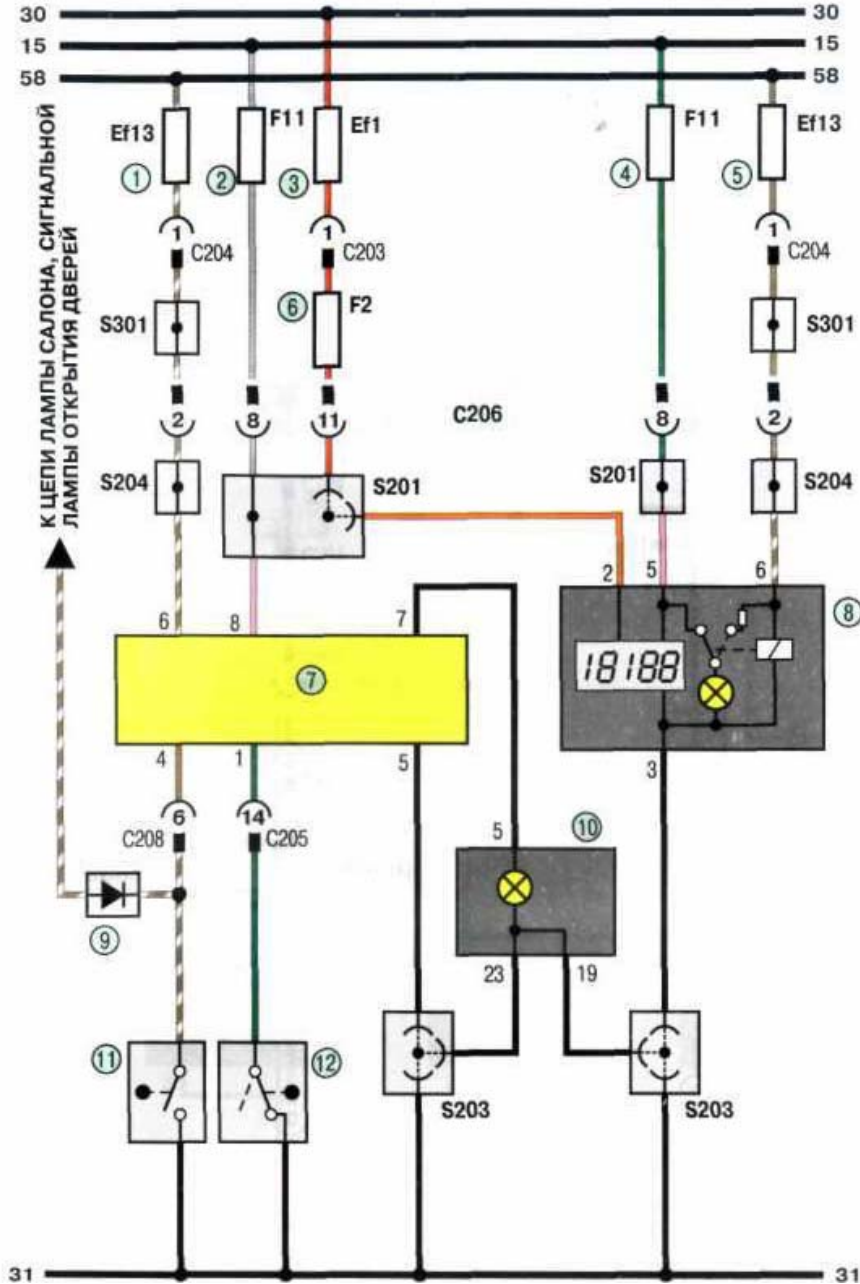 30 30
15 15
58 58
К ЦЕПИ ЛАМПЫ САЛОНА, СИГНАЛЬНОЙ
ЛАМПЫ ОТКРЫТИЯ ДВЕРЕЙ
Ef13 F11 Ef1 F11 Ef13
1 2 3 4 5
1 1 1
C204 C203 C204
S301 6 F2 S301
2 8 11 C206 8 2
S204 S201 S201 S204
6 8 7 2 5 6
8
7 18188
4 1 5 3
6 14
C208 C205
5 10
9
23 19
11 12
S203 S203
31 31